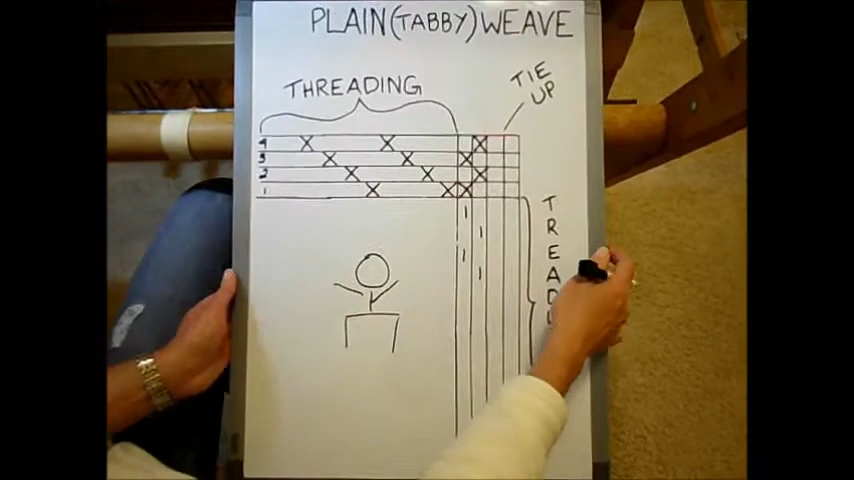 PLAIN (TABBY) WEAVE
THREADING
TIE
UP
4 X X X
3 X X X
2 X X X
1 X X X
T
R
E
A
D